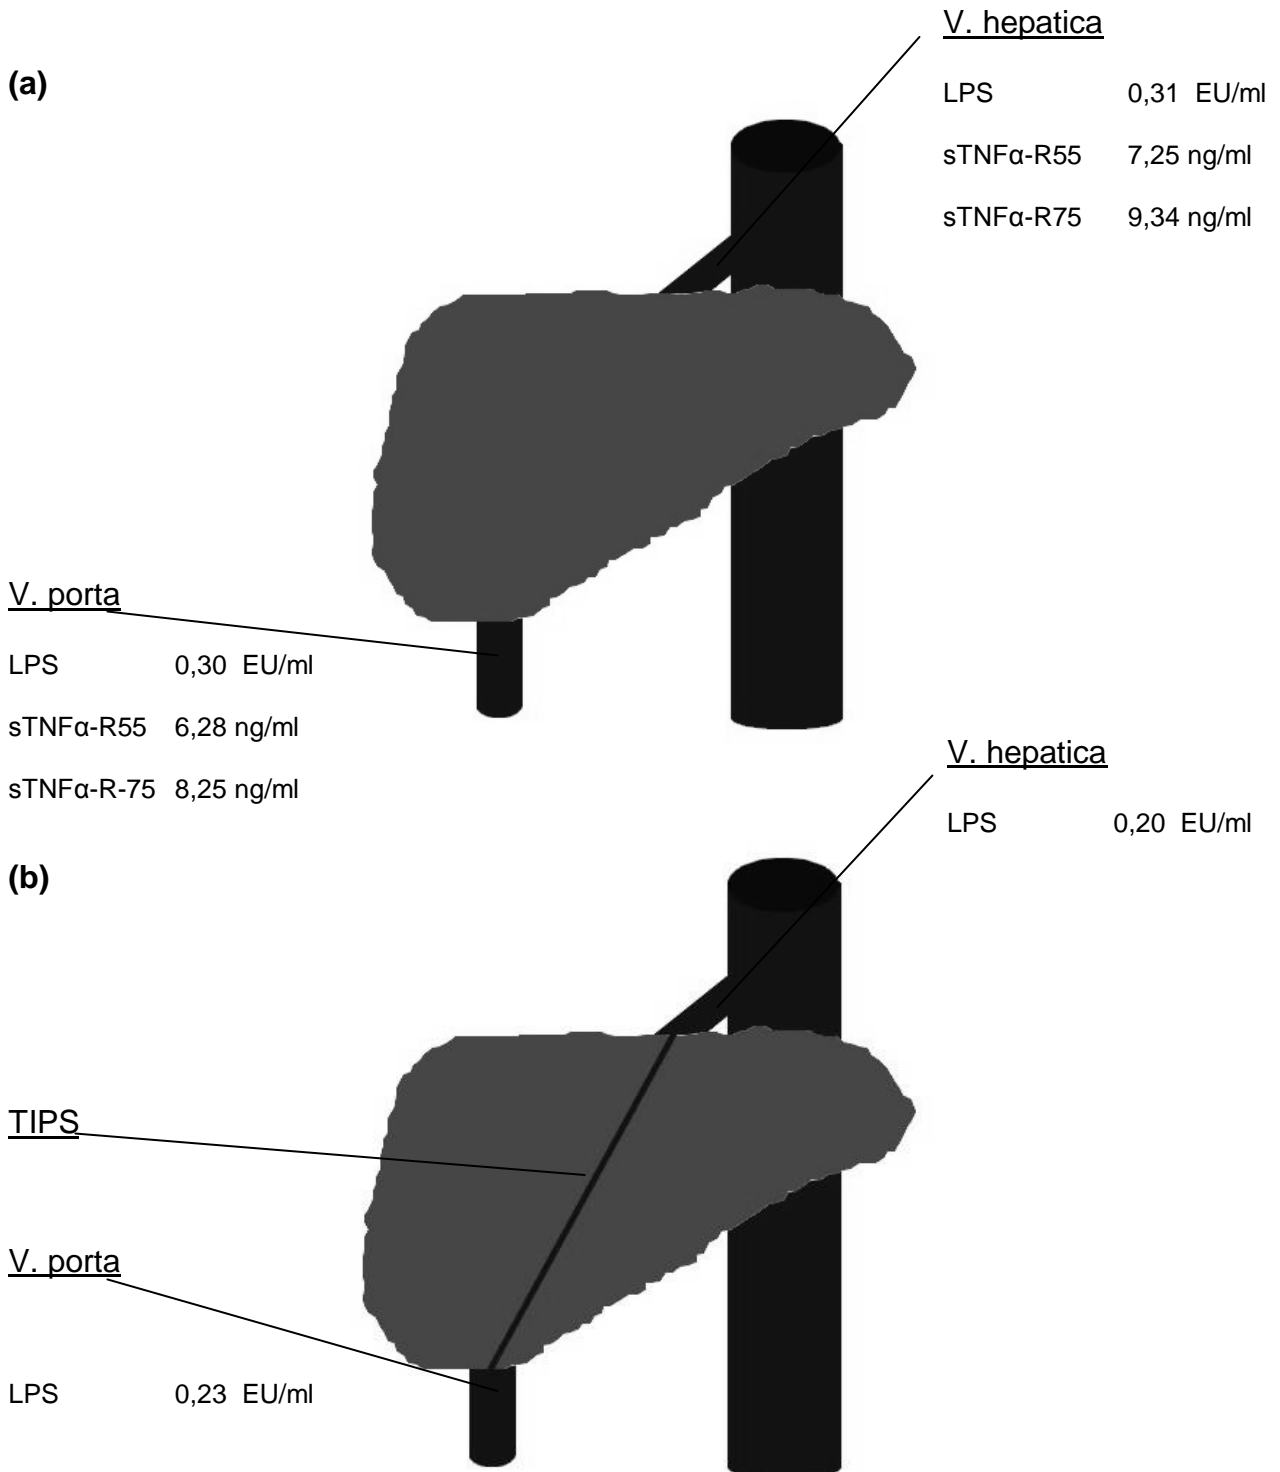 V. hepatica
(a)
LPS 0,31 EU/ml
sTNFα-R55 7,25 ng/ml
sTNFα-R75 9,34 ng/ml
V. porta
LPS 0,30 EU/ml
sTNFα-R55 6,28 ng/ml
sTNFα-R-75 8,25 ng/ml
V. hepatica
LPS 0,20 EU/ml
(b)
TIPS
V. porta
LPS 0,23 EU/ml